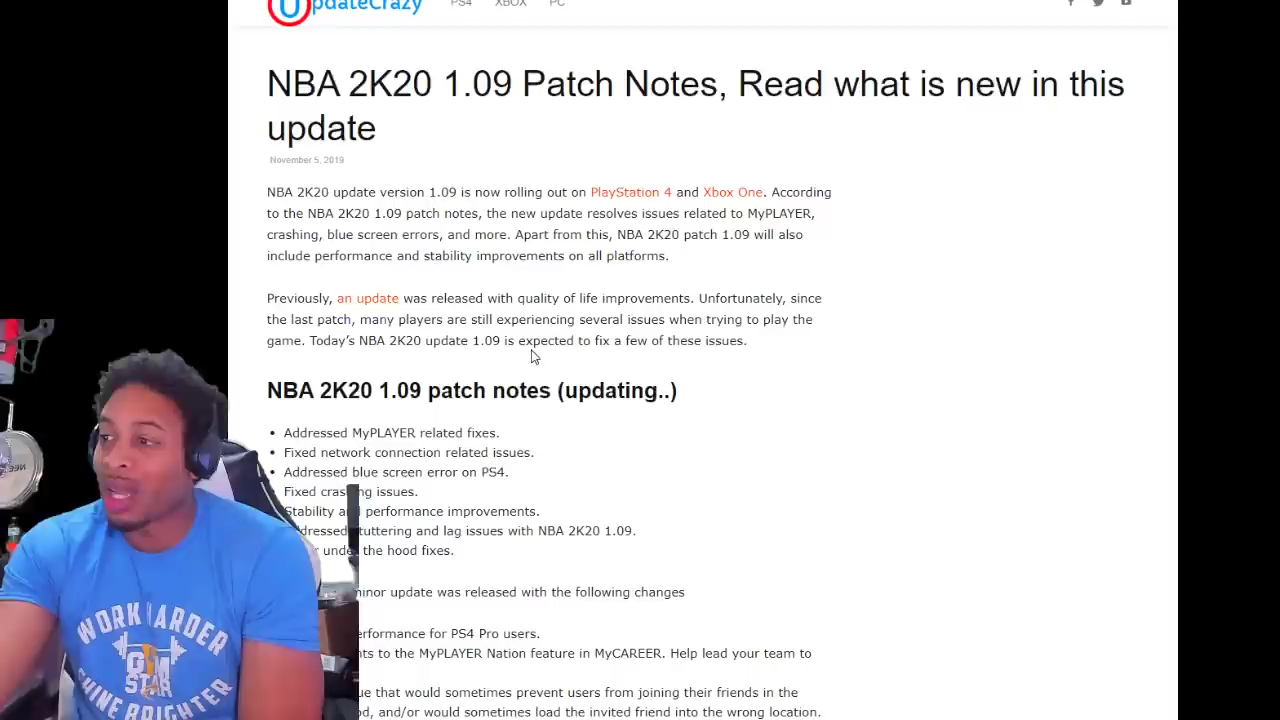 UpdateCrazy PS4 XBOX PC
NBA 2K20 1.09 Patch Notes, Read what is new in this
update
November 5, 2019
NBA 2K20 update version 1.09 is now rolling out on PlayStation 4 and Xbox One. According
to the NBA 2K20 1.09 patch notes, the new update resolves issues related to MyPLAYER,
crashing, blue screen errors, and more. Apart from this, NBA 2K20 patch 1.09 will also
include performance and stability improvements on all platforms.
Previously, an update was released with quality of life improvements. Unfortunately, since
the last patch, many players are still experiencing several issues when trying to play the
game. Today's NBA 2K20 update 1.09 is expected to fix a few of these issues.
NBA 2K20 1.09 patch notes (updating..)
• Addressed MyPLAYER related fixes.
• Fixed network connection related issues.
• Addressed blue screen error on PS4.
Fixed crashing issues.
Stability and performance improvements.
stuttering and lag issues with NBA 2K20 1.09.
under the hood fixes.
minor update was released with the following changes
performance for PS4 Pro users.
to the MyPLAYER Nation feature in MyCAREER. Help lead your team to
that would sometimes prevent users from joining their friends in the
and/or would sometimes load the invited friend into the wrong location.
WORK HARDER
GYM
STAR
SHINE BRIGHTER